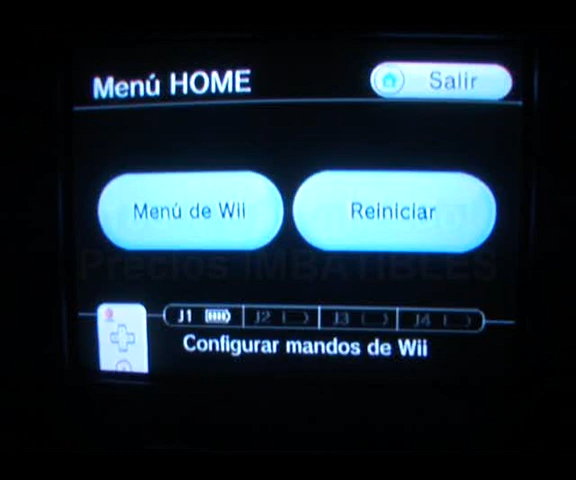 Menú HOME
Salir
Menú de Wii
Reiniciar
Precios IMBATIBLES
J1 J2 J3 J4
Configurar mandos de Wii